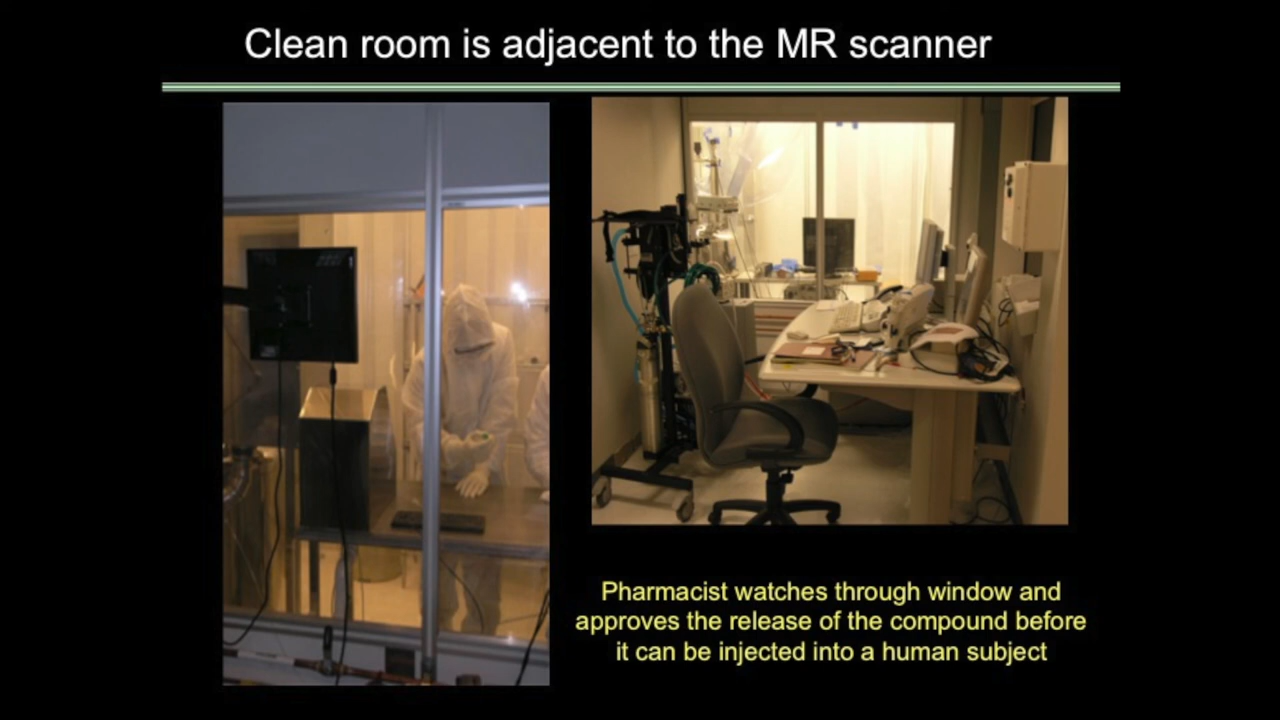 Clean room is adjacent to the MR scanner
Pharmacist watches through window and
approves the release of the compound before
it can be injected into a human subject